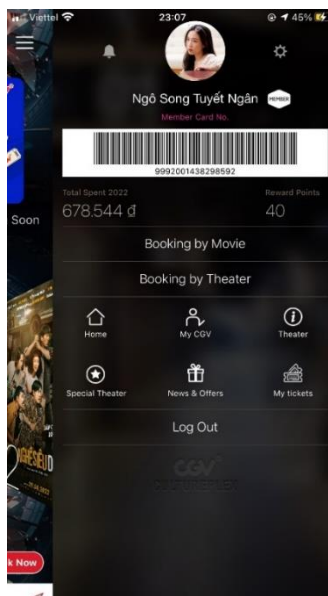 Viettel 23:07 45%
Ngô Song Tuyết Ngân MEMBER
Member Card No.
9992001438298592
Total Spent 2022 Reward Points
678.544 đ 40
Soon
Booking by Movie
Booking by Theater
Home My CGV Theater
Special Theater News & Offers My tickets
Log Out
CGV
CULTUREPLEX
k Now